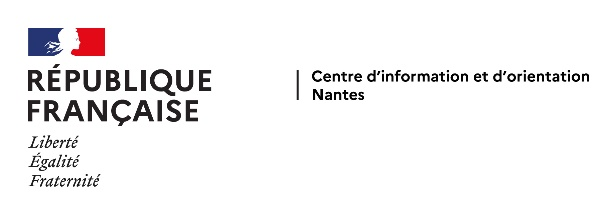 RÉPUBLIQUE
FRANÇAISE
Liberté
Égalité
Fraternité
Centre d'information et d'orientation
Nantes